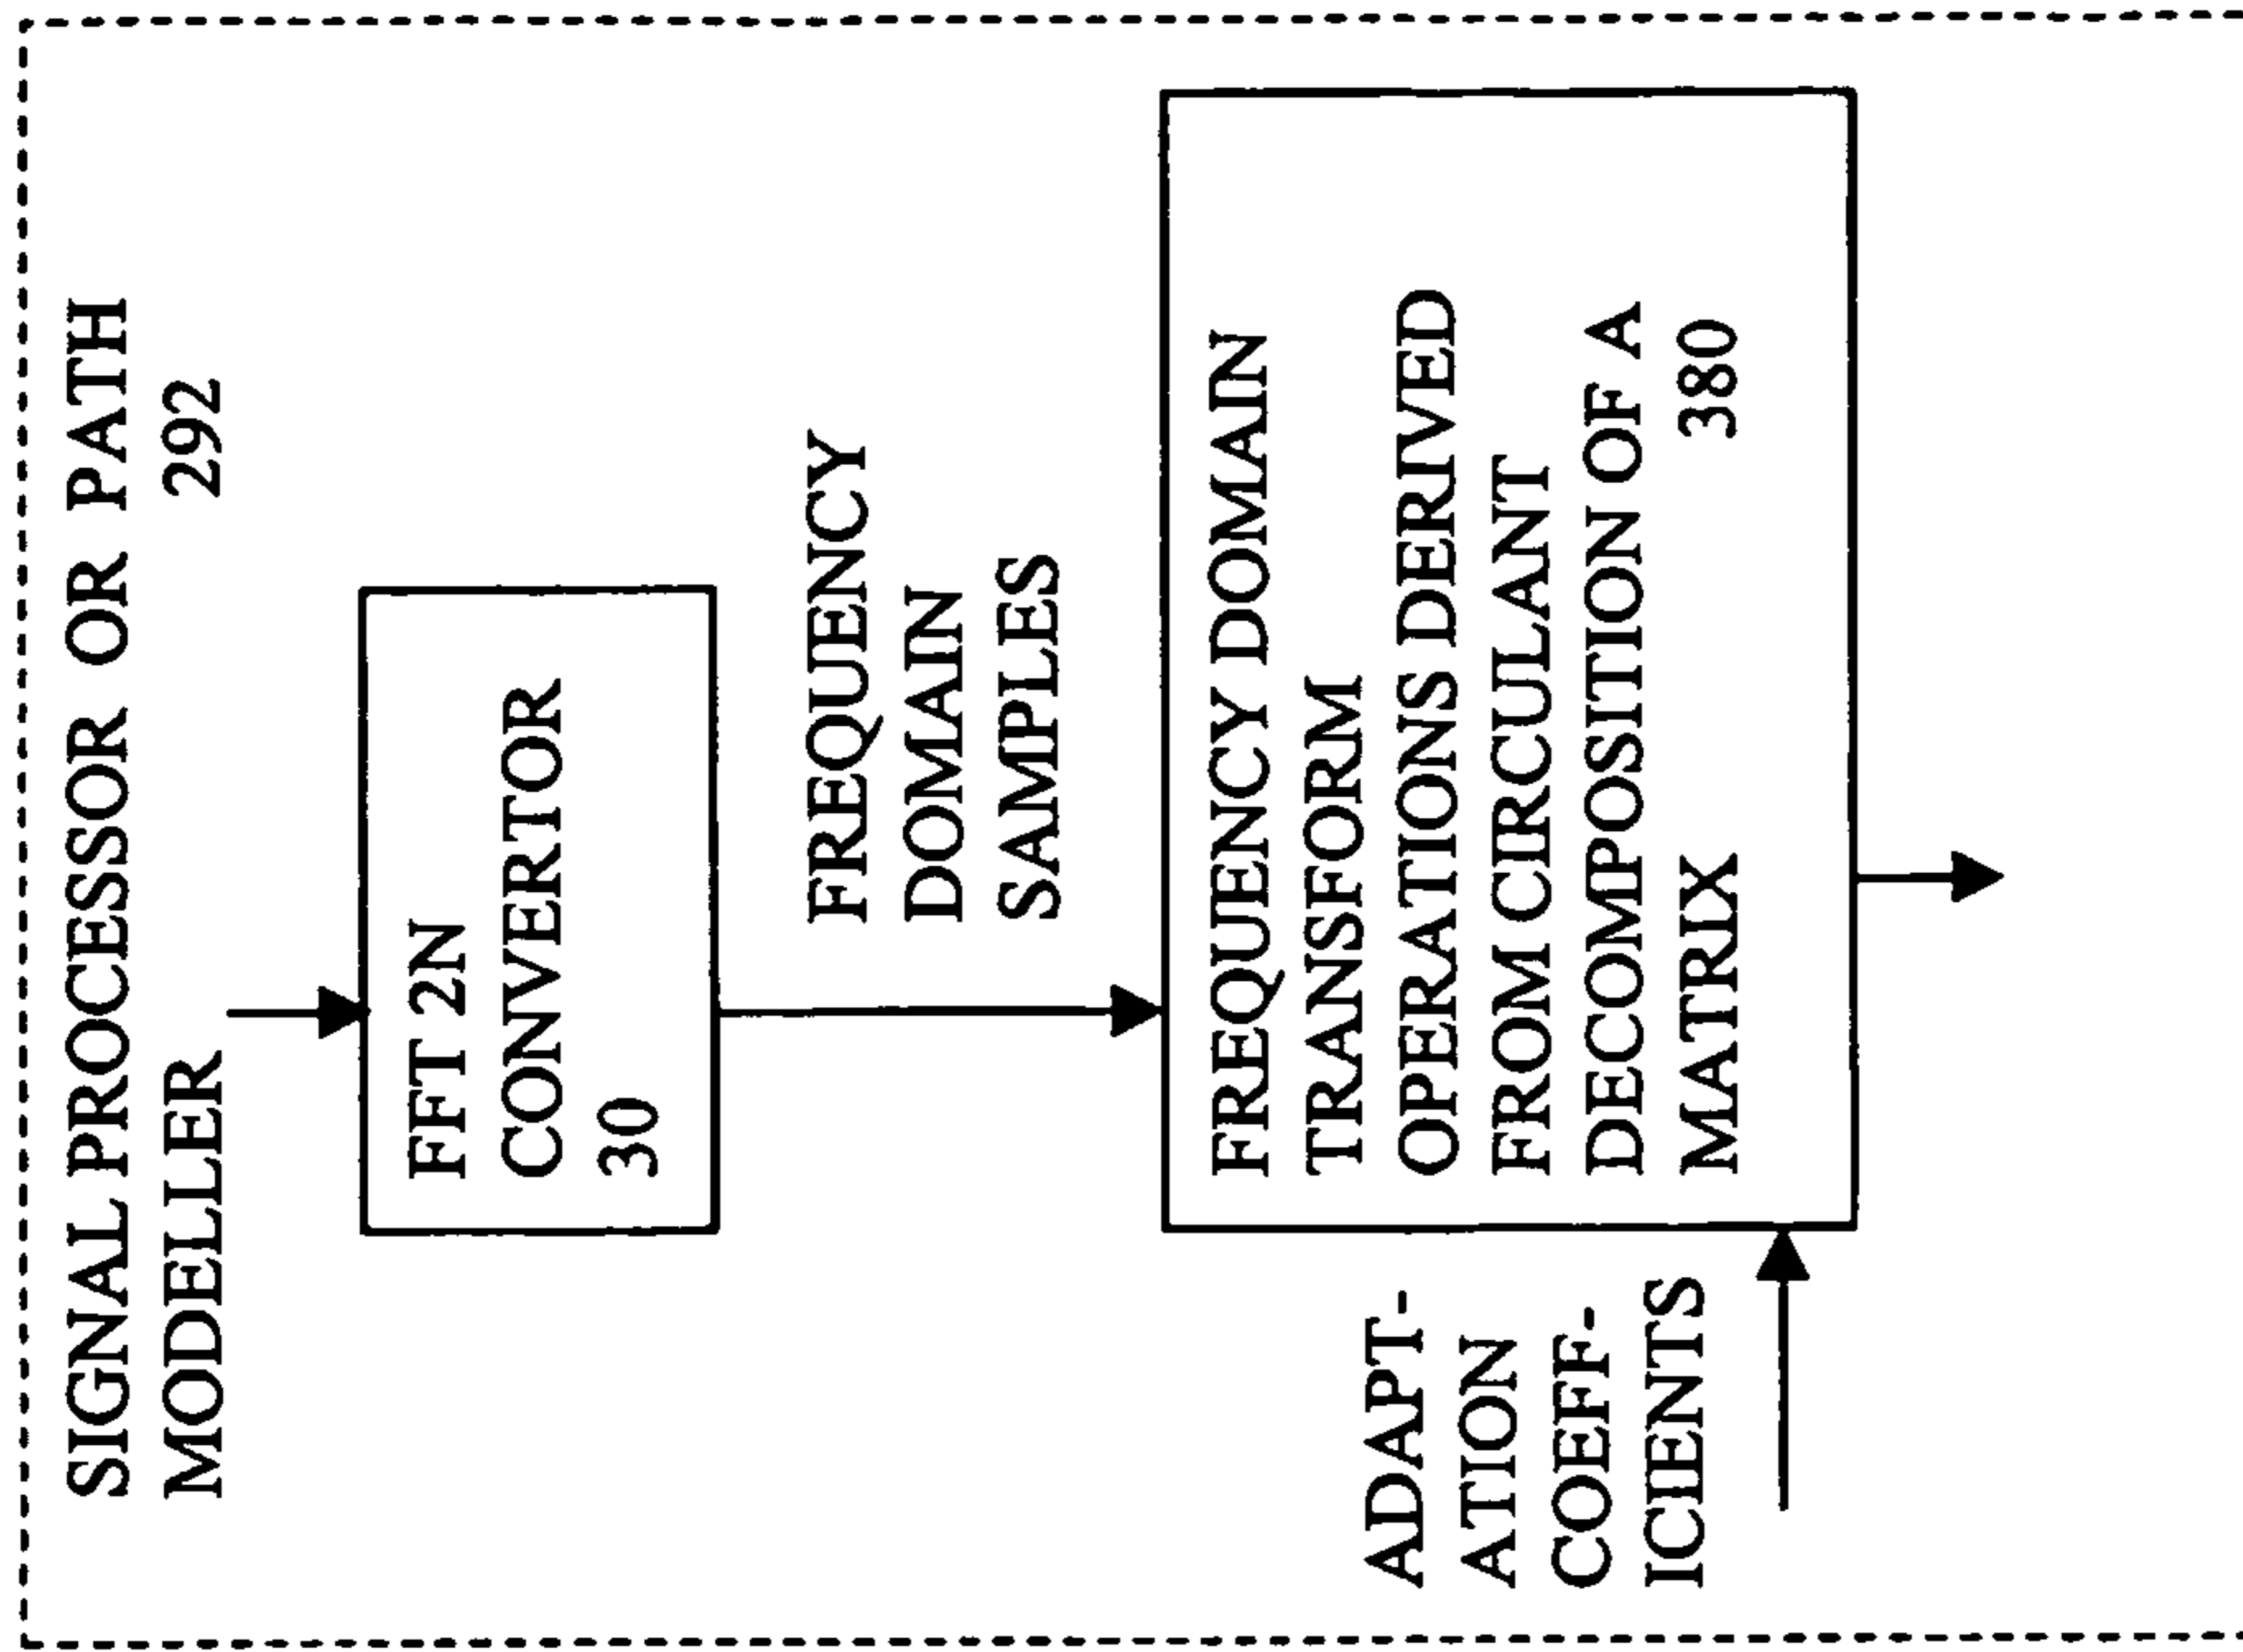 SIGNAL PROCESSOR OR PATH
MODELLER 292
FFT 2N
CONVERTOR
30
FREQUENCY
DOMAIN
SAMPLES
FREQUENCY DOMAIN
TRANSFORM
OPERATIONS DERIVED
FROM CIRCULANT
DECOMPOSITION OF A
MATRIX 380
ADAPT-
ATION
COEFF-
ICIENTS